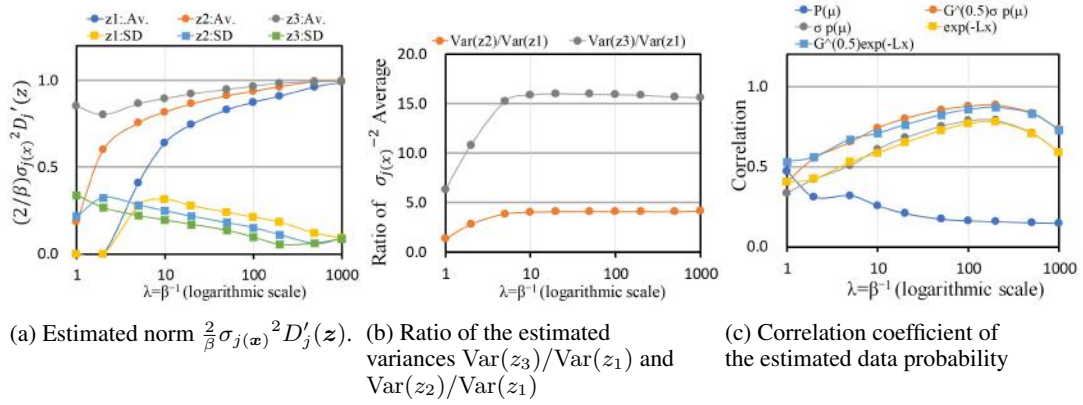 z1:.Av.
z2:Av.
z3:Av.
z1:SD
z2:SD
z3:SD
(2/β)σj(x)²Dj′(z)
1.0
0.5
0.0
1 10 100 1000
λ=β⁻¹ (logarithmic scale)
(a) Estimated norm 2/β σj(x)²D′j(z).
Var(z2)/Var(z1)
Var(z3)/Var(z1)
Ratio of σj(x)⁻² Average
20.0
15.0
10.0
5.0
0.0
1 10 100 1000
λ=β⁻¹ (logarithmic scale)
(b) Ratio of the estimated
variances Var(z₃)/Var(z₁) and
Var(z₂)/Var(z₁)
P(μ)
G^(0.5)σ p(μ)
σ p(μ)
exp(-Lx)
G^(0.5)exp(-Lx)
Correlation
1.0
0.5
0.0
1 10 100 1000
λ=β⁻¹ (logarithmic scale)
(c) Correlation coefficient of
the estimated data probability